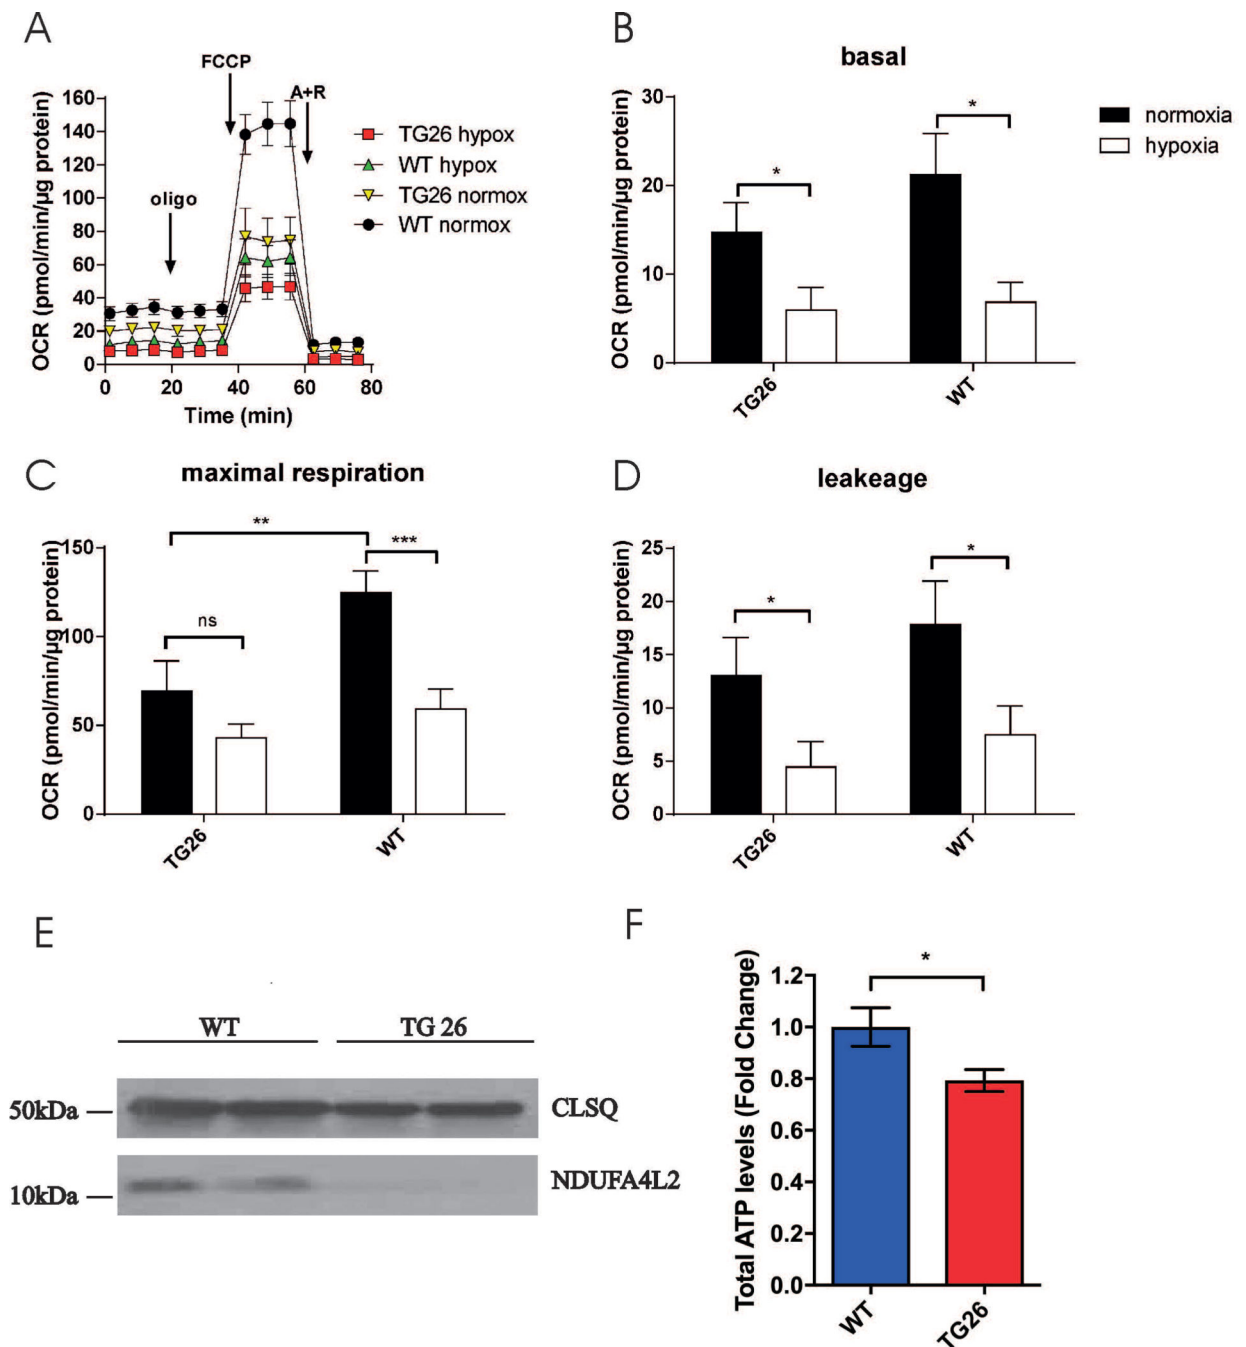 A
FCCP
A+R
oligo
OCR (pmol/min/µg protein)
160
140
120
100
80
60
40
20
0
0 20 40 60 80
Time (min)
TG26 hypox
WT hypox
TG26 normox
WT normox
B
basal
OCR (pmol/min/µg protein)
30
20
10
0
*
*
TG26
WT
normoxia
hypoxia
C
maximal respiration
OCR (pmol/min/µg protein)
150
100
50
0
**
***
ns
TG26
WT
D
leakeage
OCR (pmol/min/µg protein)
25
20
15
10
5
0
*
*
TG26
WT
E
WT TG 26
50kDa CLSQ
10kDa NDUFA4L2
F
Total ATP levels (Fold Change)
1.2
1.0
0.8
0.6
0.4
0.2
0.0
*
WT
TG26